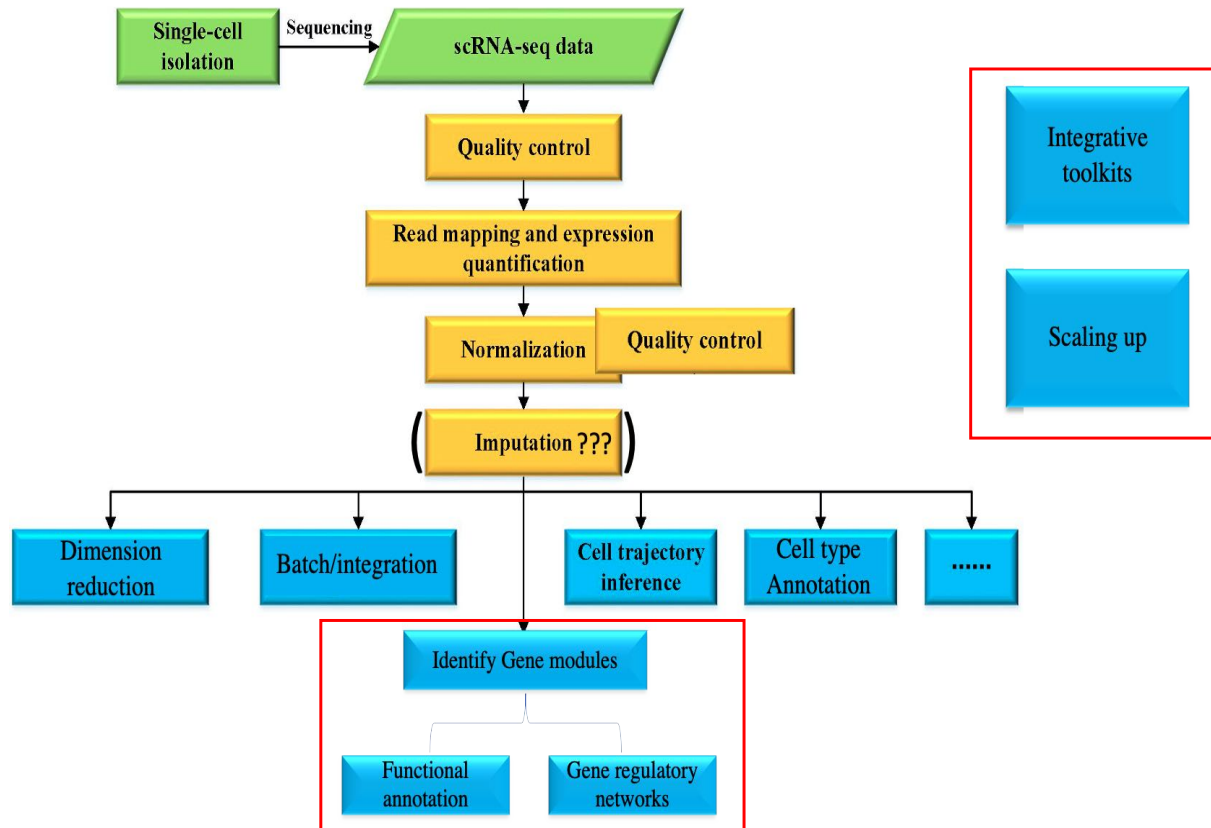 Single-cell
isolation
Sequencing
scRNA-seq data
Quality control
Read mapping and expression
quantification
Normalization
Quality control
( Imputation ??? )
Dimension
reduction
Batch/integration
Cell trajectory
inference
Cell type
Annotation
......
Identify Gene modules
Functional
annotation
Gene regulatory
networks
Integrative
toolkits
Scaling up